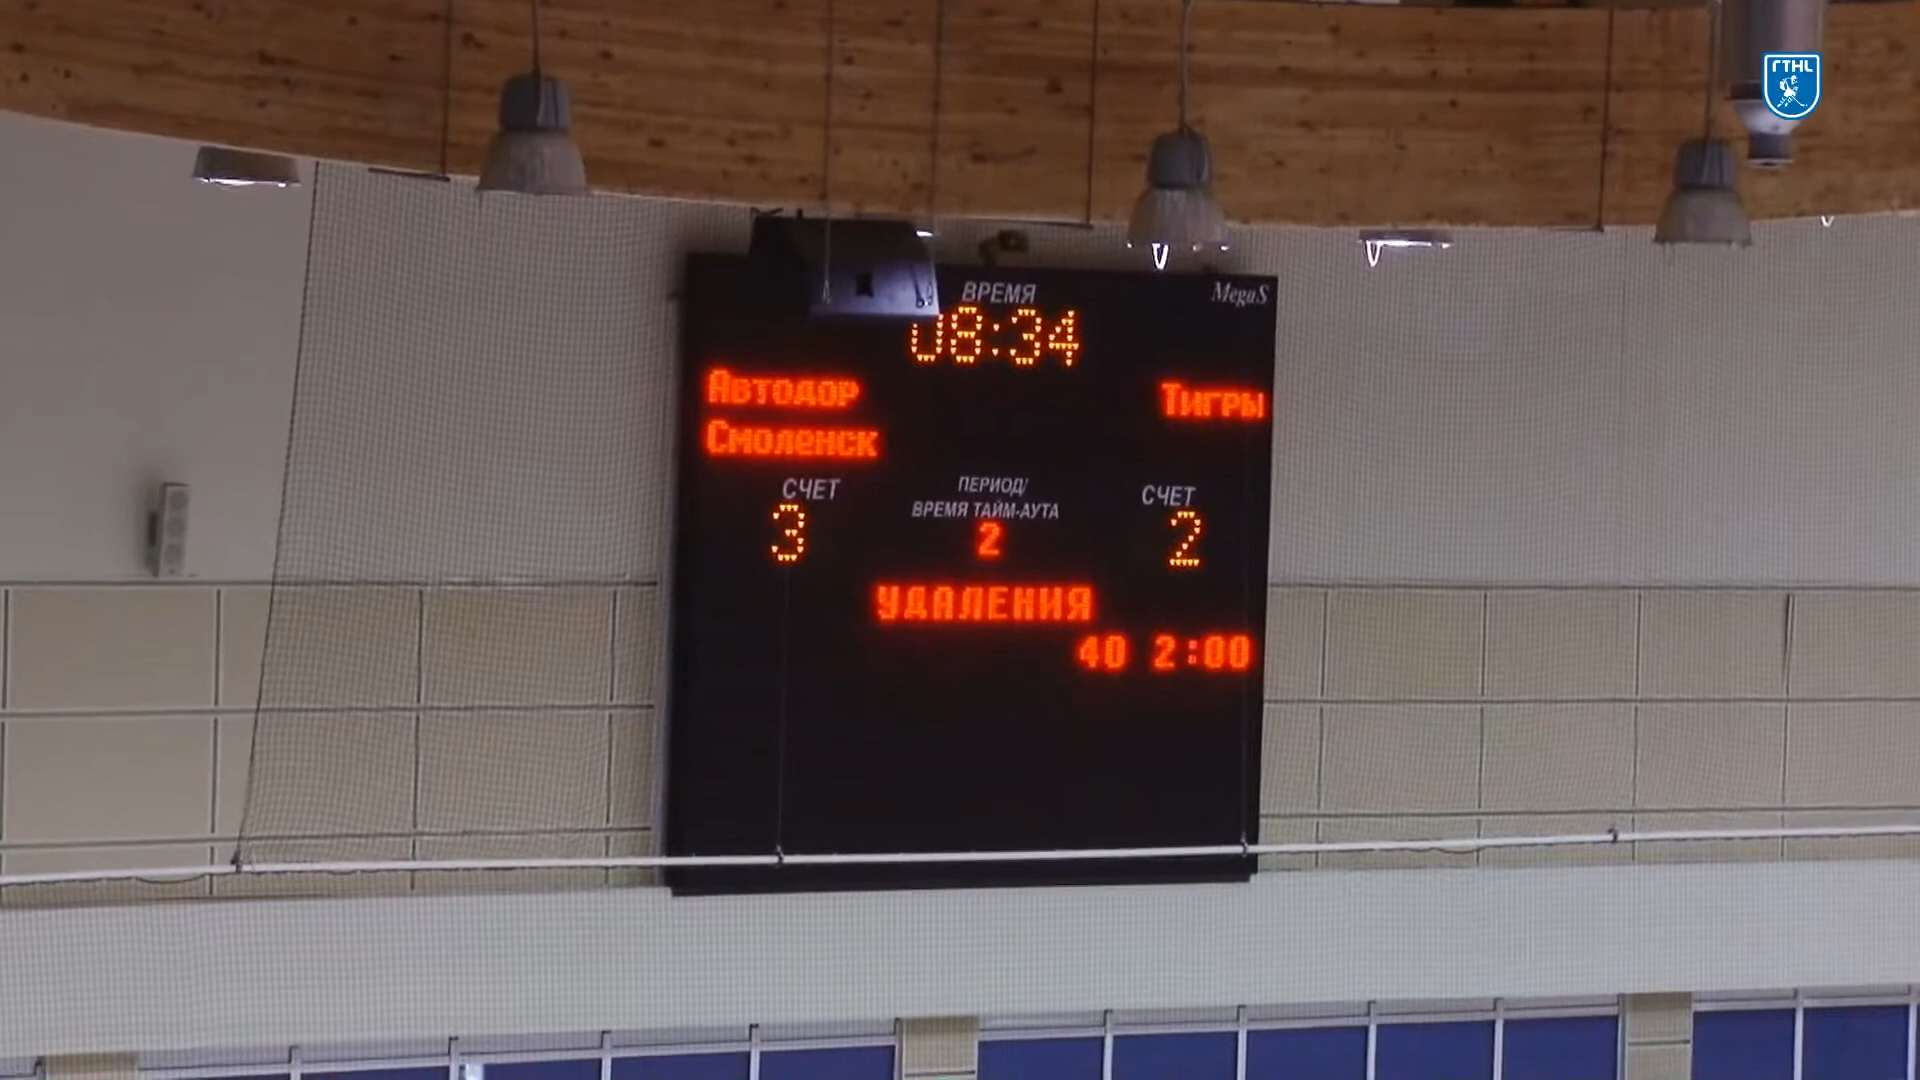 ГТHL
ВРЕМЯ
MegaS
08:34
Автодор
Смоленск
Тигры
СЧЕТ
ПЕРИОД/
ВРЕМЯ ТАЙМ-АУТА
СЧЕТ
3
2
2
УДАЛЕНИЯ
40 2:00